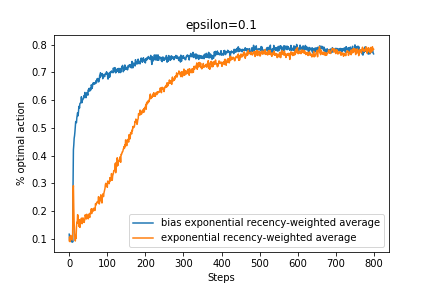 epsilon=0.1
% optimal action
0.8
0.7
0.6
0.5
0.4
0.3
0.2
0.1
bias exponential recency-weighted average
exponential recency-weighted average
0 100 200 300 400 500 600 700 800
Steps